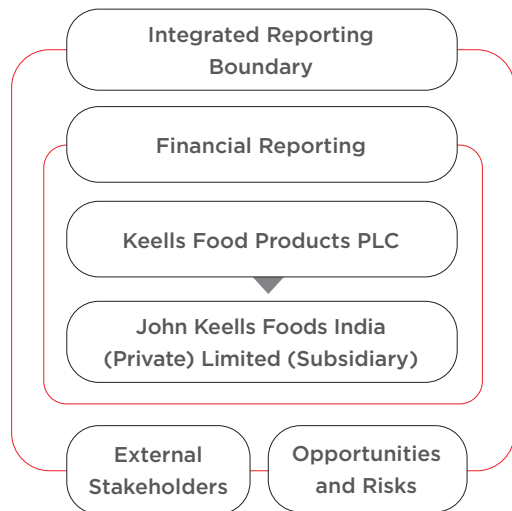 Integrated Reporting
Boundary
Financial Reporting
Keells Food Products PLC
John Keells Foods India
(Private) Limited (Subsidiary)
External
Stakeholders
Opportunities
and Risks